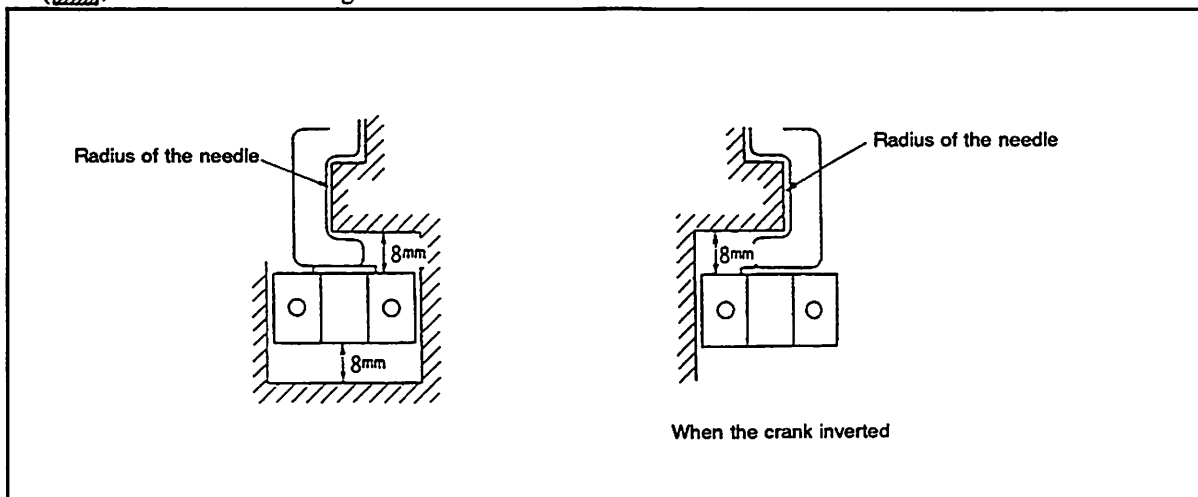 Radius of the needle
Radius of the needle
8mm
8mm
8mm
When the crank inverted